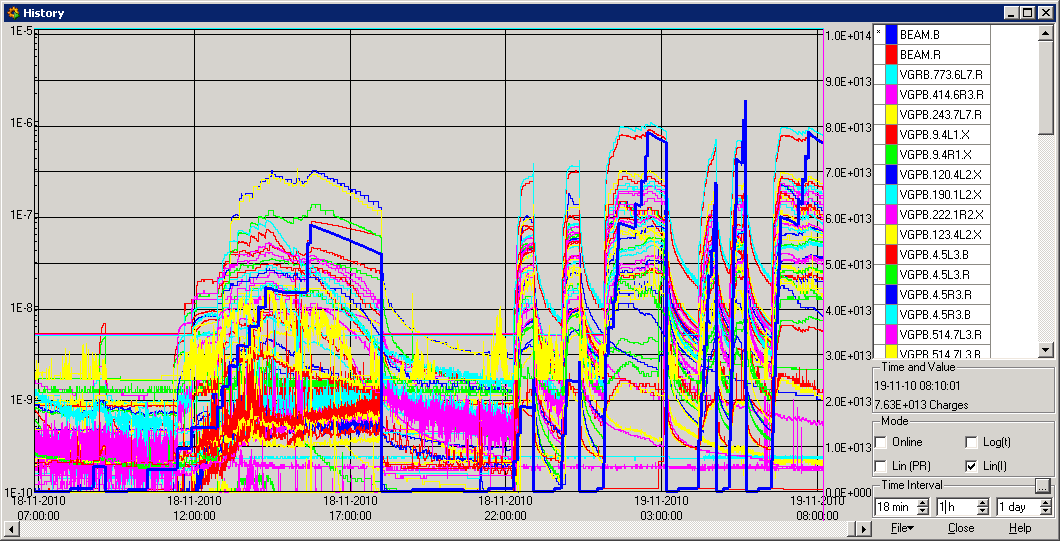 History
1E-5
1E-6
1E-7
1E-8
1E-9
1E-10
1.0E+014
9.0E+013
8.0E+013
7.0E+013
6.0E+013
5.0E+013
4.0E+013
3.0E+013
2.0E+013
1.0E+013
0.0E+000
18-11-2010 18-11-2010 18-11-2010 18-11-2010 19-11-2010 19-11-2010
07:00:00 12:00:00 17:00:00 22:00:00 03:00:00 08:00:00
* BEAM.B
BEAM.R
VGRB.773.6L7.R
VGPB.414.6R3.R
VGPB.243.7L7.R
VGPB.9.4L1.X
VGPB.9.4R1.X
VGPB.120.4L2.X
VGPB.190.1L2.X
VGPB.222.1R2.X
VGPB.123.4L2.X
VGPB.4.5L3.B
VGPB.4.5L3.R
VGPB.4.5R3.R
VGPB.4.5R3.B
VGPB.514.7L3.R
VGPB.514.7L3.B
Time and Value
19-11-10 08:10:01
7.63E+013 Charges
Mode
Online Log(t)
Lin (PR) Lin(I)
Time Interval ...
18 min 1 h 1 day
File Close Help